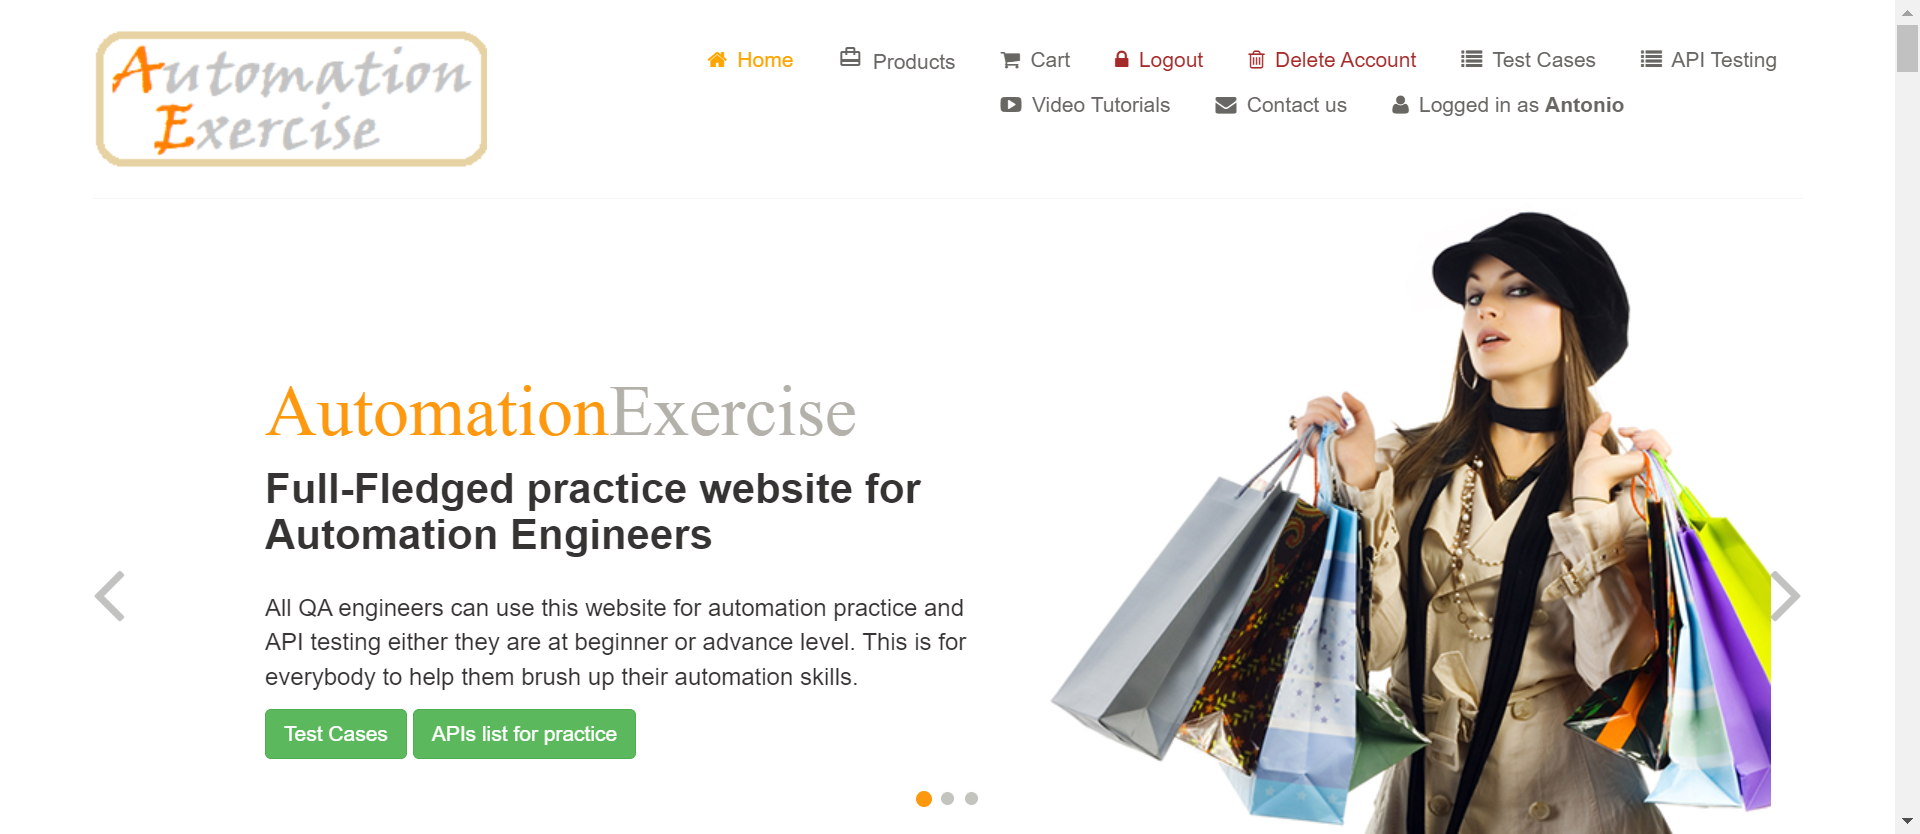 Automation
Exercise
Home Products Cart Logout Delete Account Test Cases API Testing
Video Tutorials Contact us Logged in as Antonio
AutomationExercise
Full-Fledged practice website for
Automation Engineers
All QA engineers can use this website for automation practice and
API testing either they are at beginner or advance level. This is for
everybody to help them brush up their automation skills.
Test Cases APIs list for practice